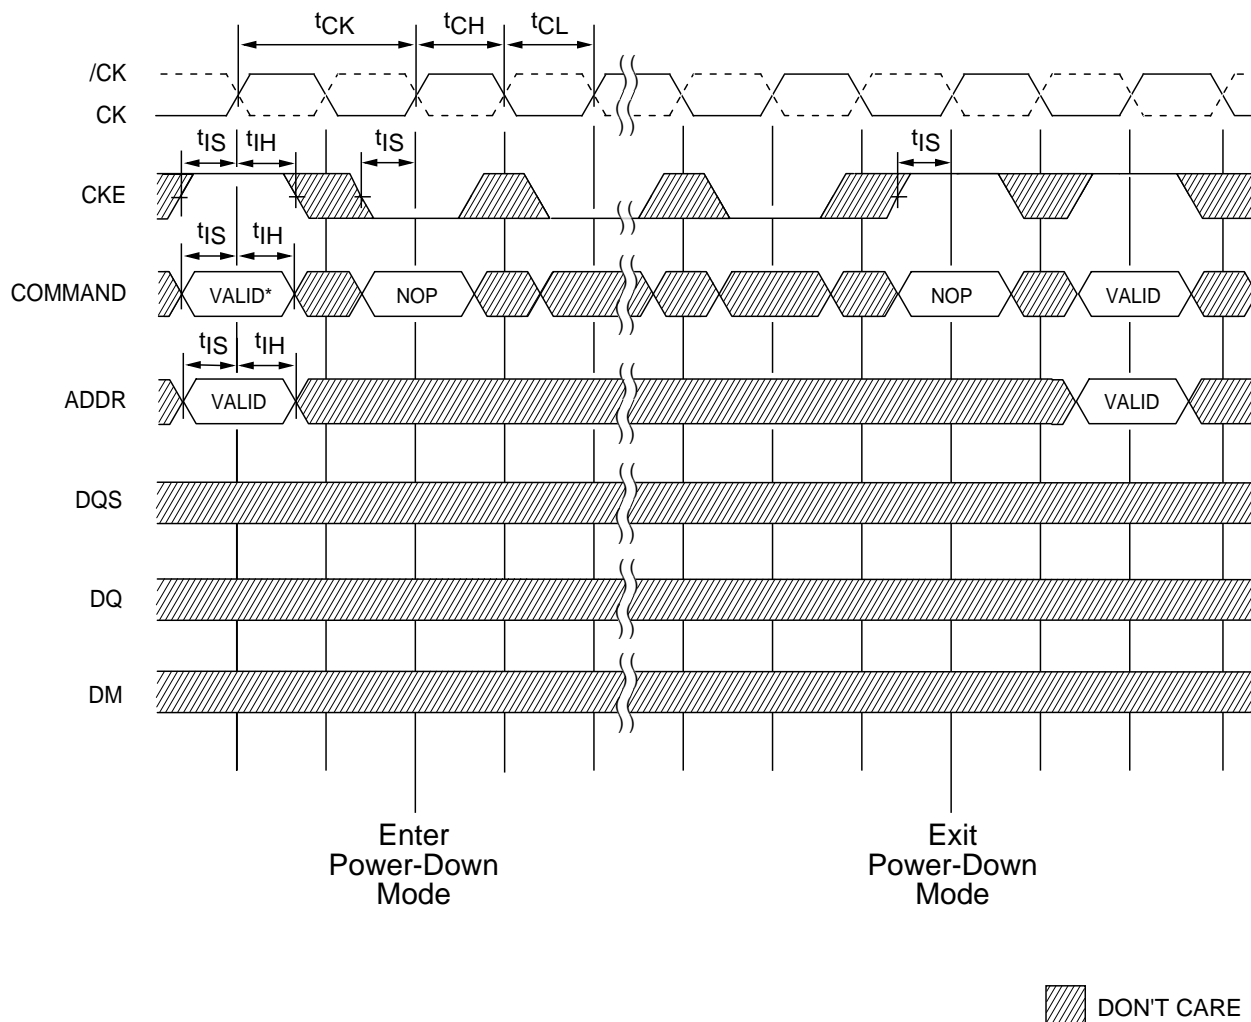 tCK tCH tCL
/CK
CK
tIS tIH tIS tIS
CKE
tIS tIH
COMMAND VALID* NOP NOP VALID
tIS tIH
ADDR VALID VALID
DQS
DQ
DM
Enter Exit
Power-Down Power-Down
Mode Mode
DON'T CARE